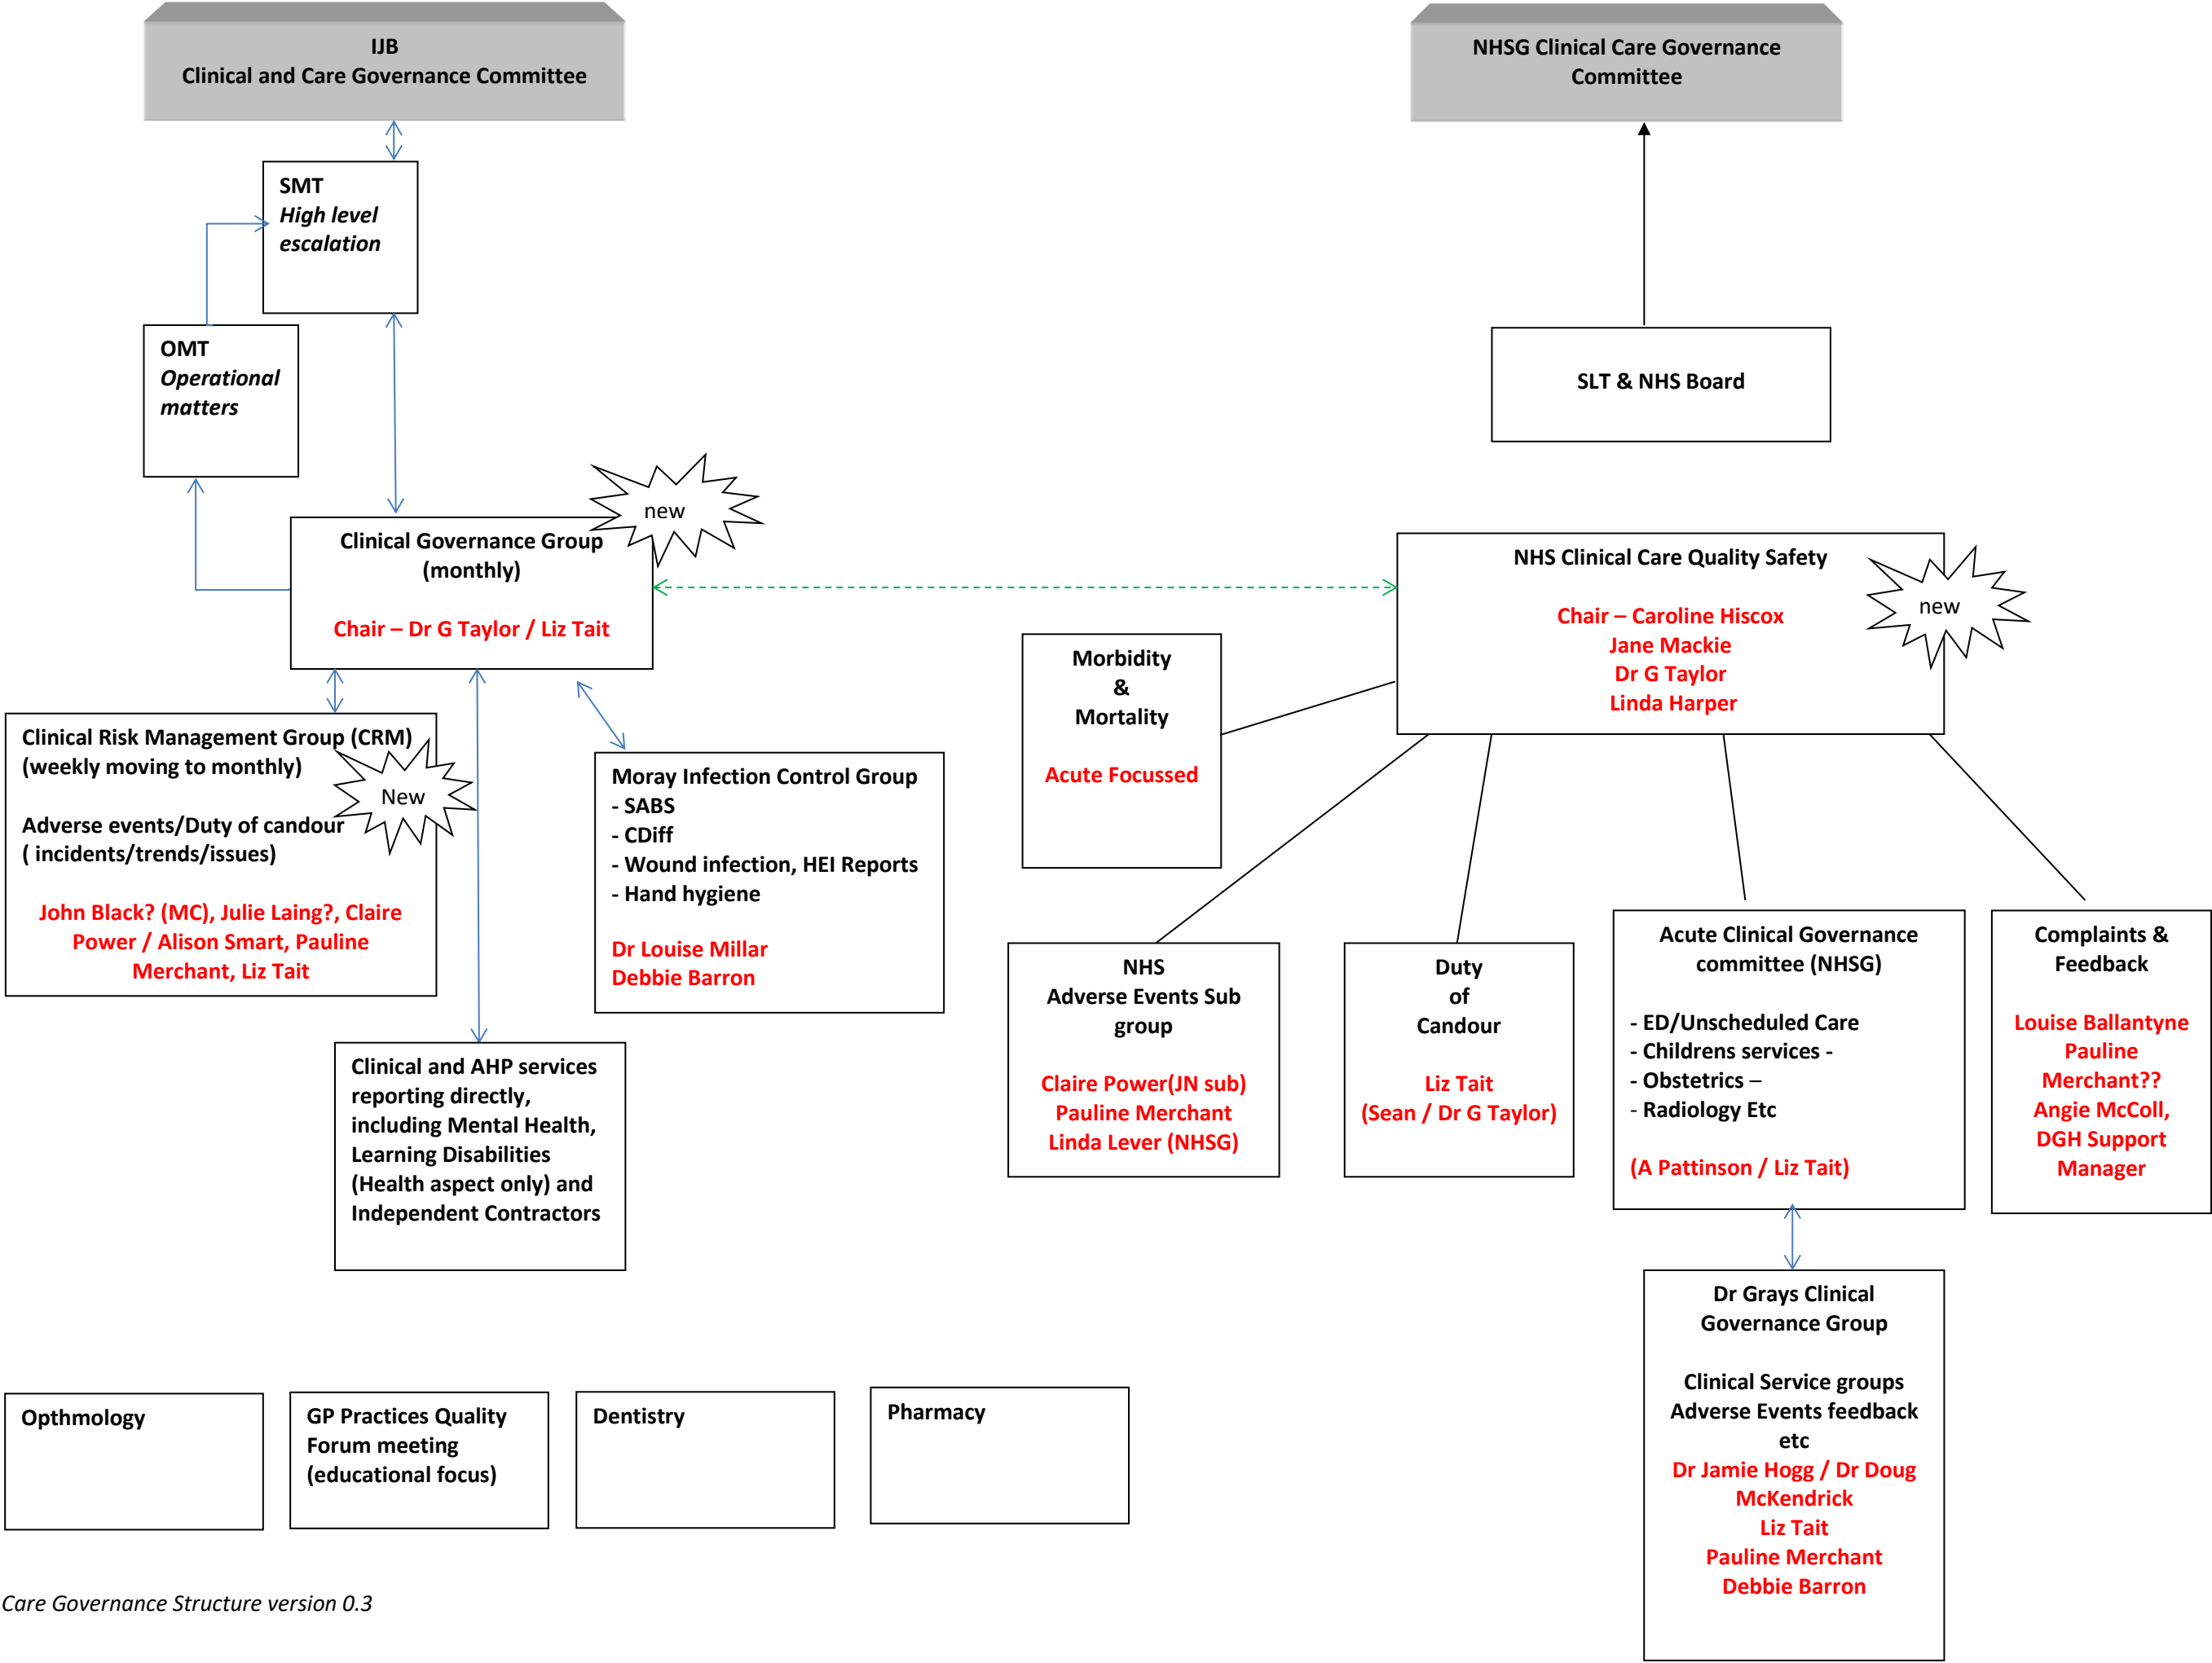 IJB
Clinical and Care Governance Committee
NHSG Clinical Care Governance
Committee
SMT
High level
escalation
OMT
Operational
matters
SLT & NHS Board
new
Clinical Governance Group
(monthly)
Chair – Dr G Taylor / Liz Tait
NHS Clinical Care Quality Safety
Chair – Caroline Hiscox
Jane Mackie
Dr G Taylor
Linda Harper
new
Morbidity
&
Mortality
Acute Focussed
Clinical Risk Management Group (CRM)
(weekly moving to monthly)
Adverse events/Duty of candour
( incidents/trends/issues)
John Black? (MC), Julie Laing?, Claire
Power / Alison Smart, Pauline
Merchant, Liz Tait
New
Moray Infection Control Group
- SABS
- CDiff
- Wound infection, HEI Reports
- Hand hygiene
Dr Louise Millar
Debbie Barron
Clinical and AHP services
reporting directly,
including Mental Health,
Learning Disabilities
(Health aspect only) and
Independent Contractors
NHS
Adverse Events Sub
group
Claire Power(JN sub)
Pauline Merchant
Linda Lever (NHSG)
Duty
of
Candour
Liz Tait
(Sean / Dr G Taylor)
Acute Clinical Governance
committee (NHSG)
- ED/Unscheduled Care
- Childrens services -
- Obstetrics –
- Radiology Etc
(A Pattinson / Liz Tait)
Complaints &
Feedback
Louise Ballantyne
Pauline
Merchant??
Angie McColl,
DGH Support
Manager
Dr Grays Clinical
Governance Group
Clinical Service groups
Adverse Events feedback
etc
Dr Jamie Hogg / Dr Doug
McKendrick
Liz Tait
Pauline Merchant
Debbie Barron
Opthmology
GP Practices Quality
Forum meeting
(educational focus)
Dentistry
Pharmacy
Care Governance Structure version 0.3